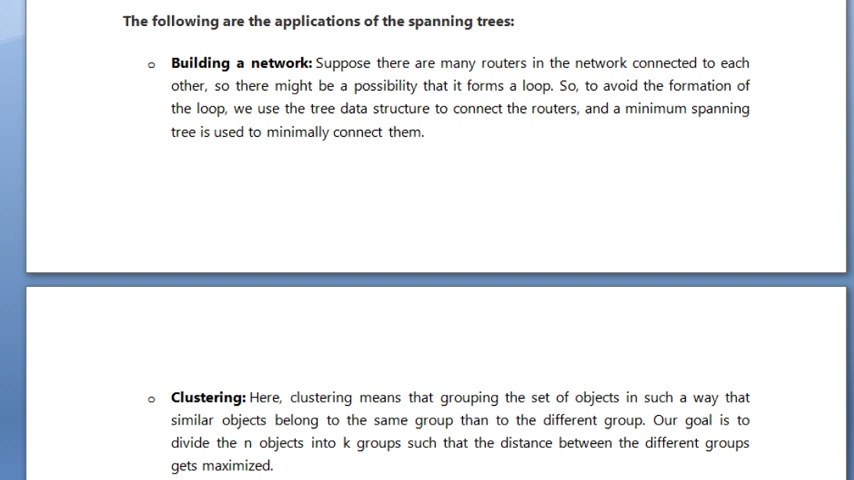 The following are the applications of the spanning trees:
o Building a network: Suppose there are many routers in the network connected to each
other, so there might be a possibility that it forms a loop. So, to avoid the formation of
the loop, we use the tree data structure to connect the routers, and a minimum spanning
tree is used to minimally connect them.
o Clustering: Here, clustering means that grouping the set of objects in such a way that
similar objects belong to the same group than to the different group. Our goal is to
divide the n objects into k groups such that the distance between the different groups
gets maximized.